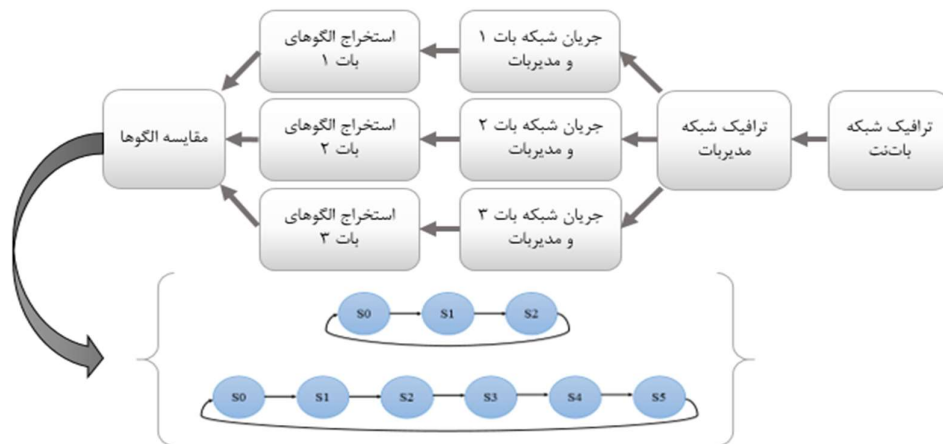 ترافیک شبکه
بات‌نت
ترافیک شبکه
مدیربات
جریان شبکه بات ۱
و مدیربات
استخراج الگوهای
بات ۱
جریان شبکه بات ۲
و مدیربات
استخراج الگوهای
بات ۲
جریان شبکه بات ۳
و مدیربات
استخراج الگوهای
بات ۳
مقایسه الگوها
S0 S1 S2
S0 S1 S2 S3 S4 S5